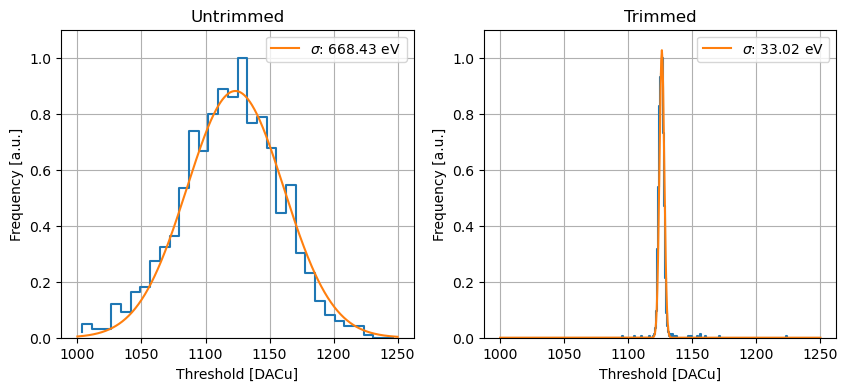 Untrimmed
σ: 668.43 eV
Frequency [a.u.]
1.0
0.8
0.6
0.4
0.2
0.0
1000 1050 1100 1150 1200 1250
Threshold [DACu]
Trimmed
σ: 33.02 eV
Frequency [a.u.]
1.0
0.8
0.6
0.4
0.2
0.0
1000 1050 1100 1150 1200 1250
Threshold [DACu]